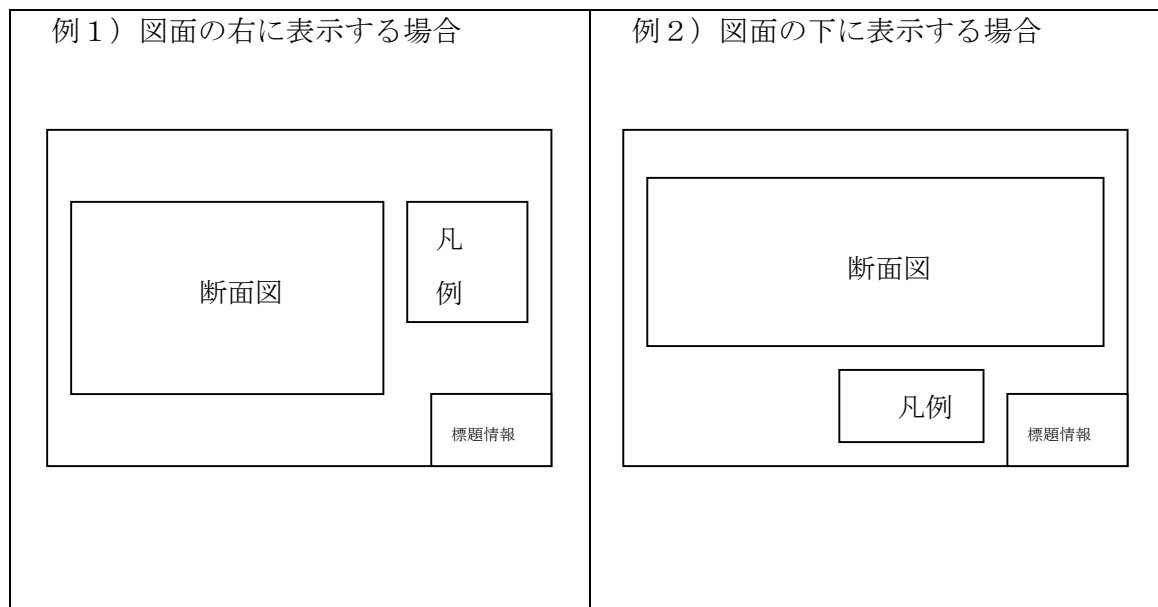 例１）図面の右に表示する場合
断面図
凡
例
標題情報
例２）図面の下に表示する場合
断面図
凡例
標題情報